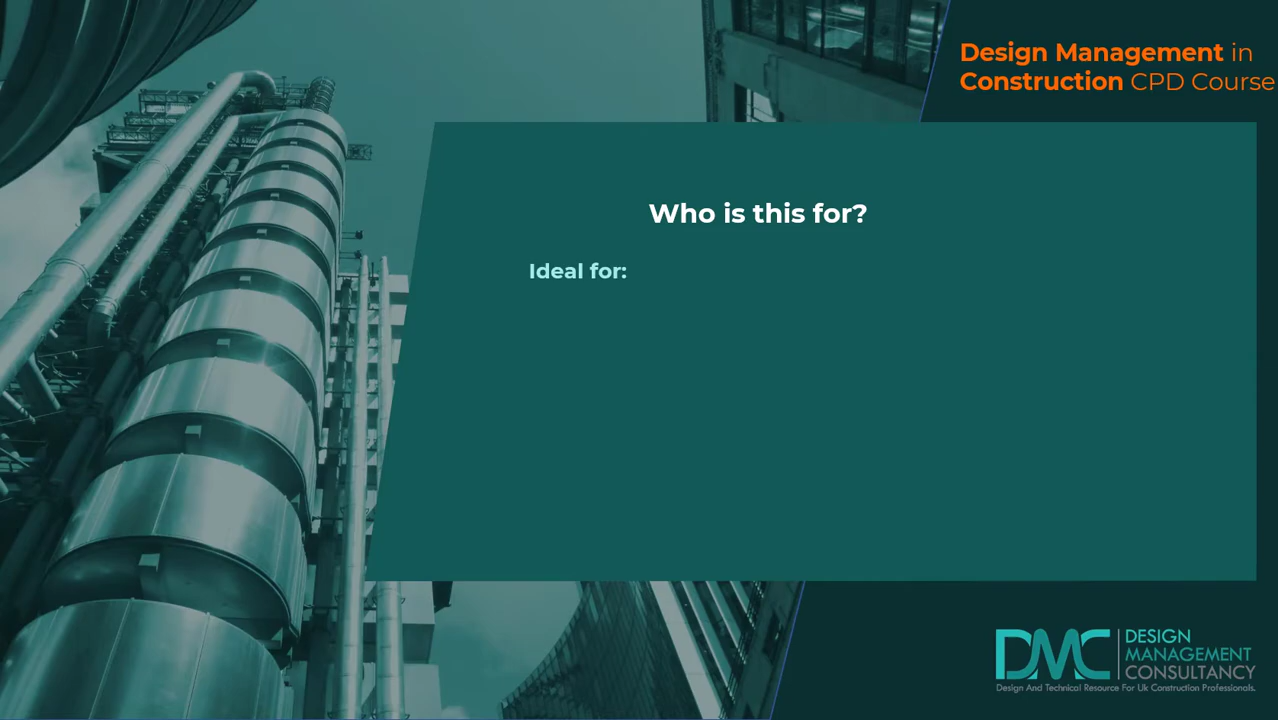 Design Management in
Construction CPD Course
Who is this for?
Ideal for:
DMC
DESIGN
MANAGEMENT
CONSULTANCY
Design And Technical Resource For Uk Construction Professionals.